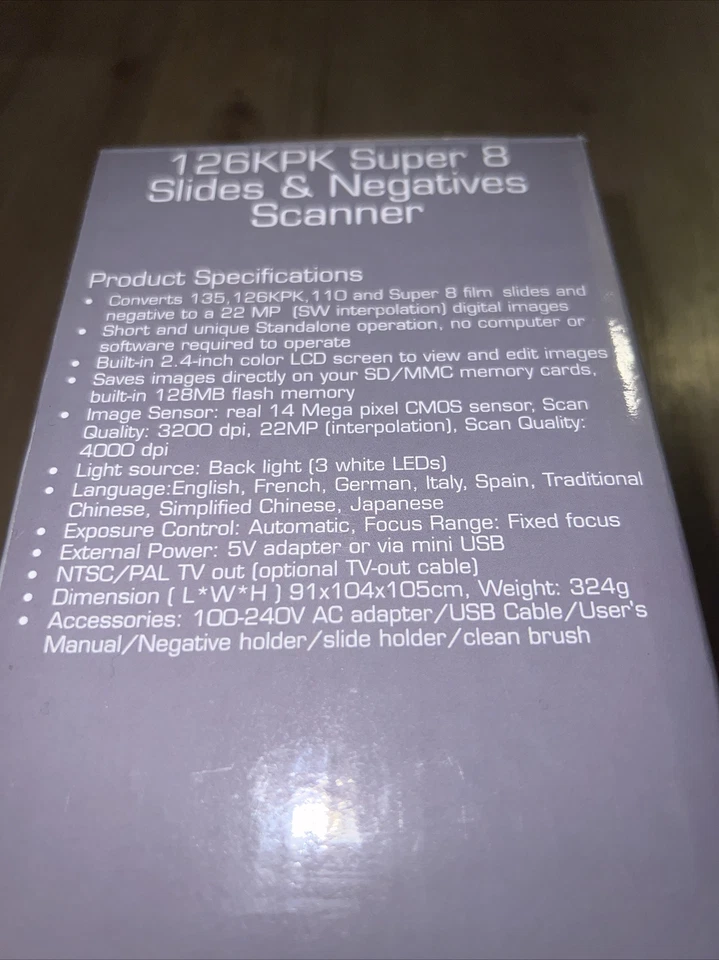 126KPK Super 8
Slides & Negatives
Scanner
Product Specifications
• Converts 135,126KPK,110 and Super 8 film slides and
negative to a 22 MP (SW interpolation) digital images
• Short and unique Standalone operation, no computer or
software required to operate
• Built-in 2.4-inch color LCD screen to view and edit images
• Saves images directly on your SD/MMC memory cards,
built-in 128MB flash memory
• Image Sensor: real 14 Mega pixel CMOS sensor, Scan
Quality: 3200 dpi, 22MP (interpolation), Scan Quality:
4000 dpi
• Light source: Back light (3 white LEDs)
• Language:English, French, German, Italy, Spain, Traditional
Chinese, Simplified Chinese, Japanese
• Exposure Control: Automatic, Focus Range: Fixed focus
• External Power: 5V adapter or via mini USB
• NTSC/PAL TV out (optional TV-out cable)
• Dimension ( L*W*H ) 91x104x105cm, Weight: 324g
• Accessories: 100-240V AC adapter/USB Cable/User's
Manual/Negative holder/slide holder/clean brush